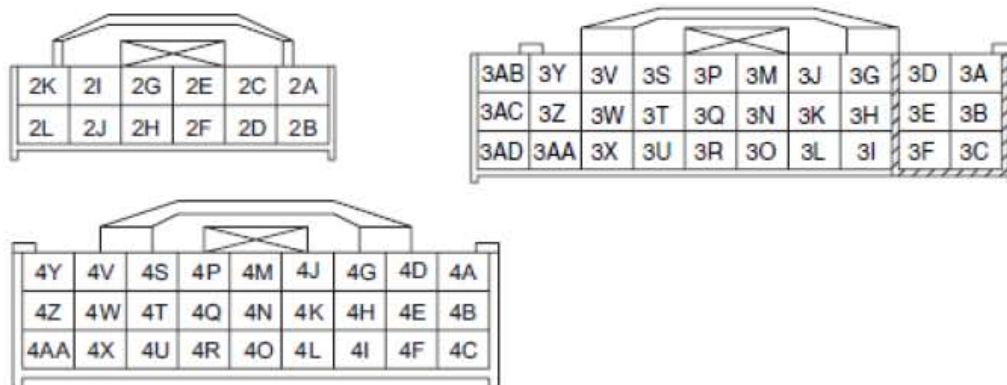 2K 2I 2G 2E 2C 2A
2L 2J 2H 2F 2D 2B
3AB 3Y 3V 3S 3P 3M 3J 3G 3D 3A
3AC 3Z 3W 3T 3Q 3N 3K 3H 3E 3B
3AD 3AA 3X 3U 3R 3O 3L 3I 3F 3C
4Y 4V 4S 4P 4M 4J 4G 4D 4A
4Z 4W 4T 4Q 4N 4K 4H 4E 4B
4AA 4X 4U 4R 4O 4L 4I 4F 4C